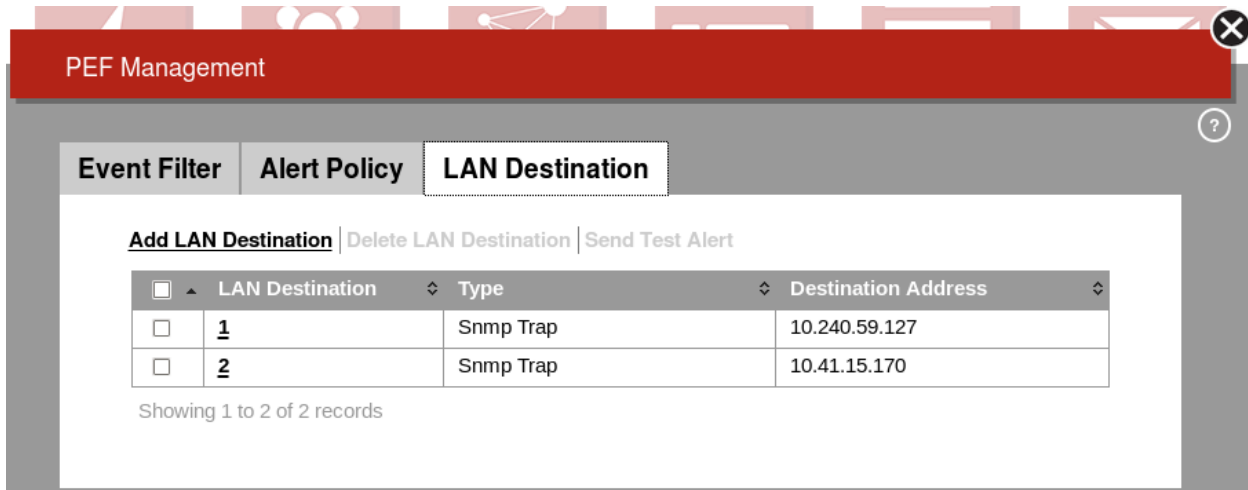 PEF Management
?
Event Filter Alert Policy LAN Destination
Add LAN Destination Delete LAN Destination Send Test Alert
LAN Destination Type Destination Address
1 Snmp Trap 10.240.59.127
2 Snmp Trap 10.41.15.170
Showing 1 to 2 of 2 records